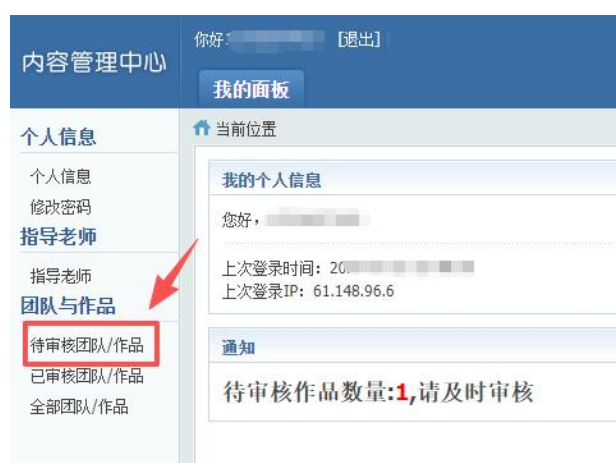 内容管理中心
你好: [退出]
我的面板
个人信息
个人信息
修改密码
指导老师
指导老师
团队与作品
待审核团队/作品
已审核团队/作品
全部团队/作品
当前位置
我的个人信息
您好，
上次登录时间: 20
上次登录IP: 61.148.96.6
通知
待审核作品数量:1,请及时审核